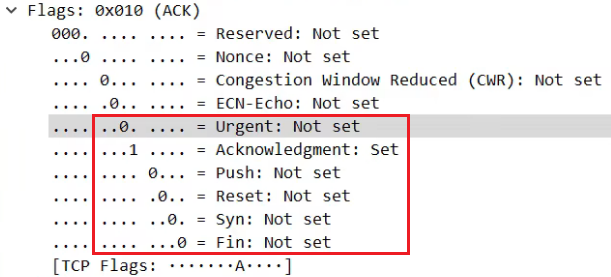 Flags: 0x010 (ACK)
000. .... .... = Reserved: Not set
...0 .... .... = Nonce: Not set
.... 0... .... = Congestion Window Reduced (CWR): Not set
.... .0.. .... = ECN-Echo: Not set
.... ..0. .... = Urgent: Not set
.... ...1 .... = Acknowledgment: Set
.... .... 0... = Push: Not set
.... .... .0.. = Reset: Not set
.... .... ..0. = Syn: Not set
.... .... ...0 = Fin: Not set
[TCP Flags: ·······A····]